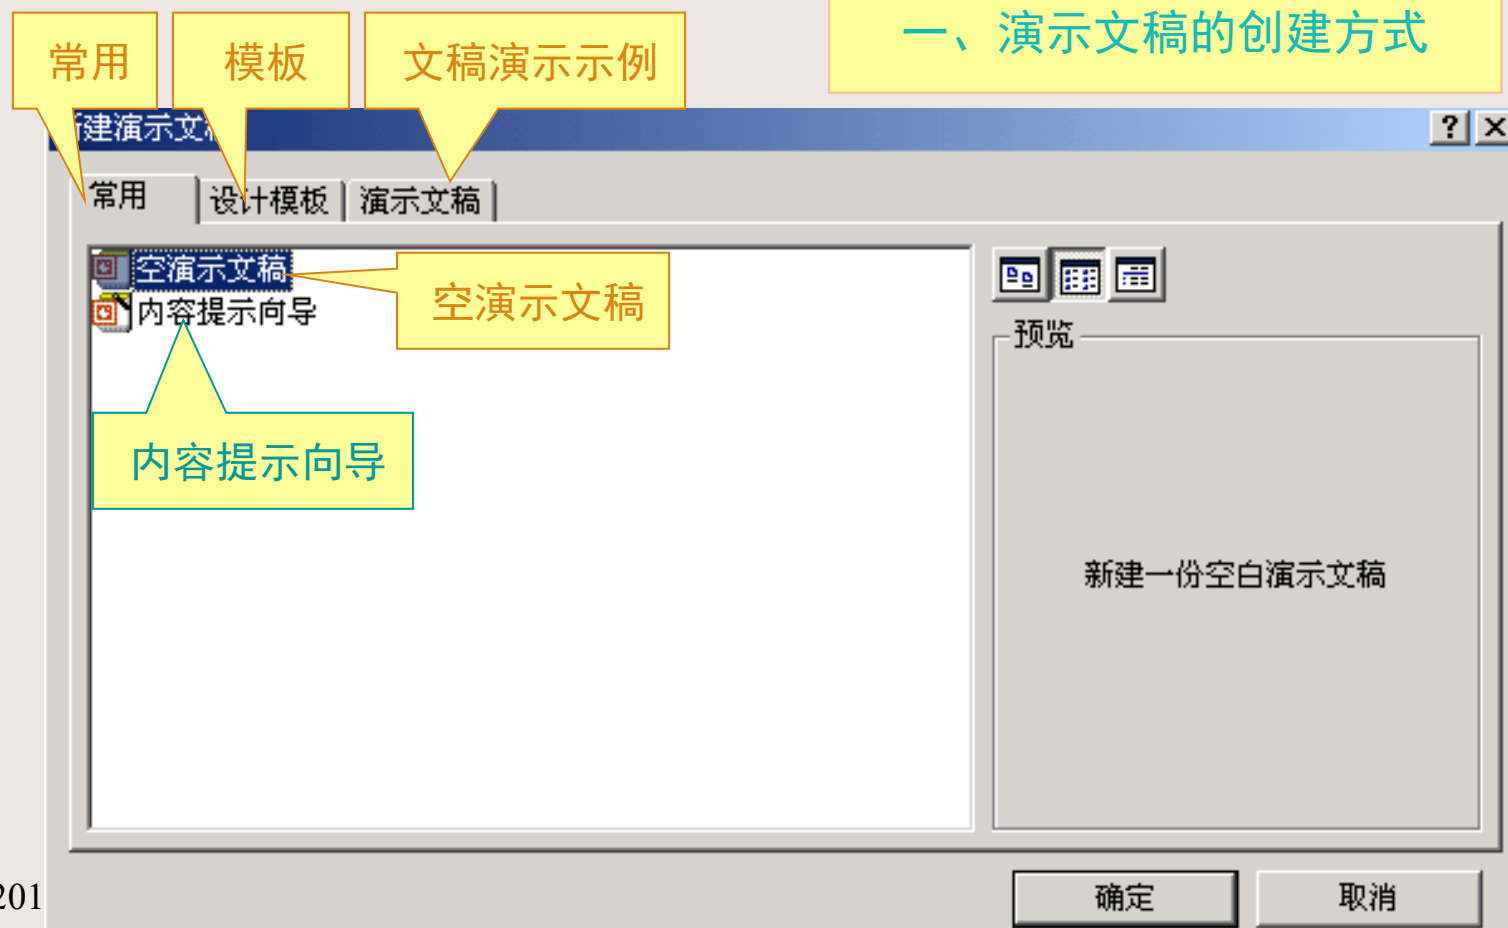 一、演示文稿的创建方式
常用
模板
文稿演示示例
建演示文
常用
设计模板
演示文稿
空演示文稿
内容提示向导
空演示文稿
内容提示向导
预览
新建一份空白演示文稿
确定
取消
201